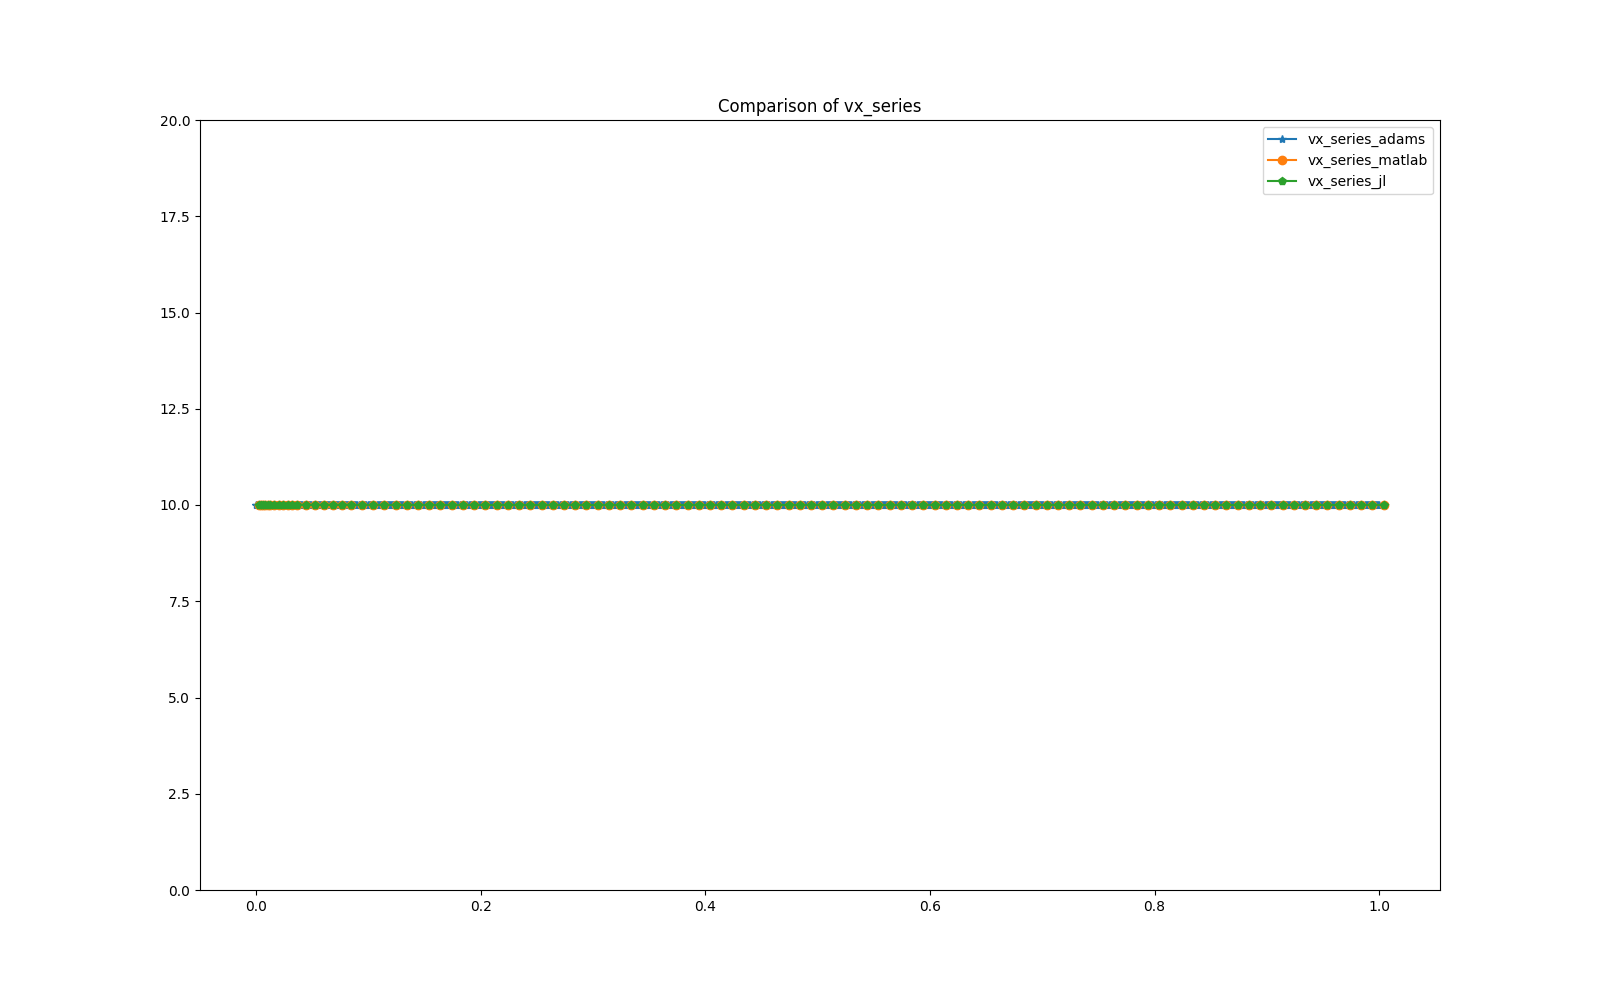 Comparison of vx_series
20.0
17.5
15.0
12.5
10.0
7.5
5.0
2.5
0.0
0.0 0.2 0.4 0.6 0.8 1.0
vx_series_adams
vx_series_matlab
vx_series_jl